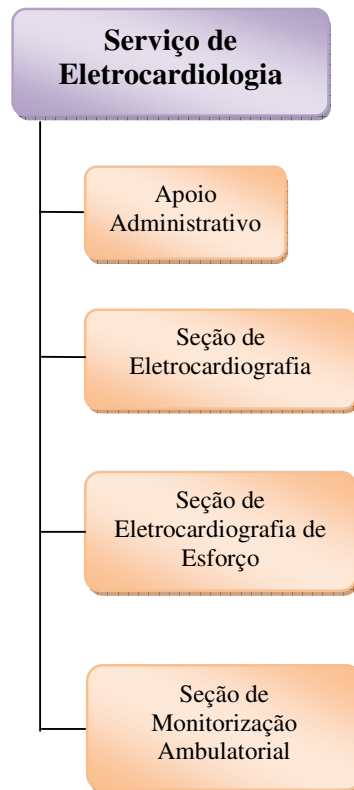 Serviço de
Eletrocardiologia
Apoio
Administrativo
Seção de
Eletrocardiografia
Seção de
Eletrocardiografia de
Esforço
Seção de
Monitorização
Ambulatorial